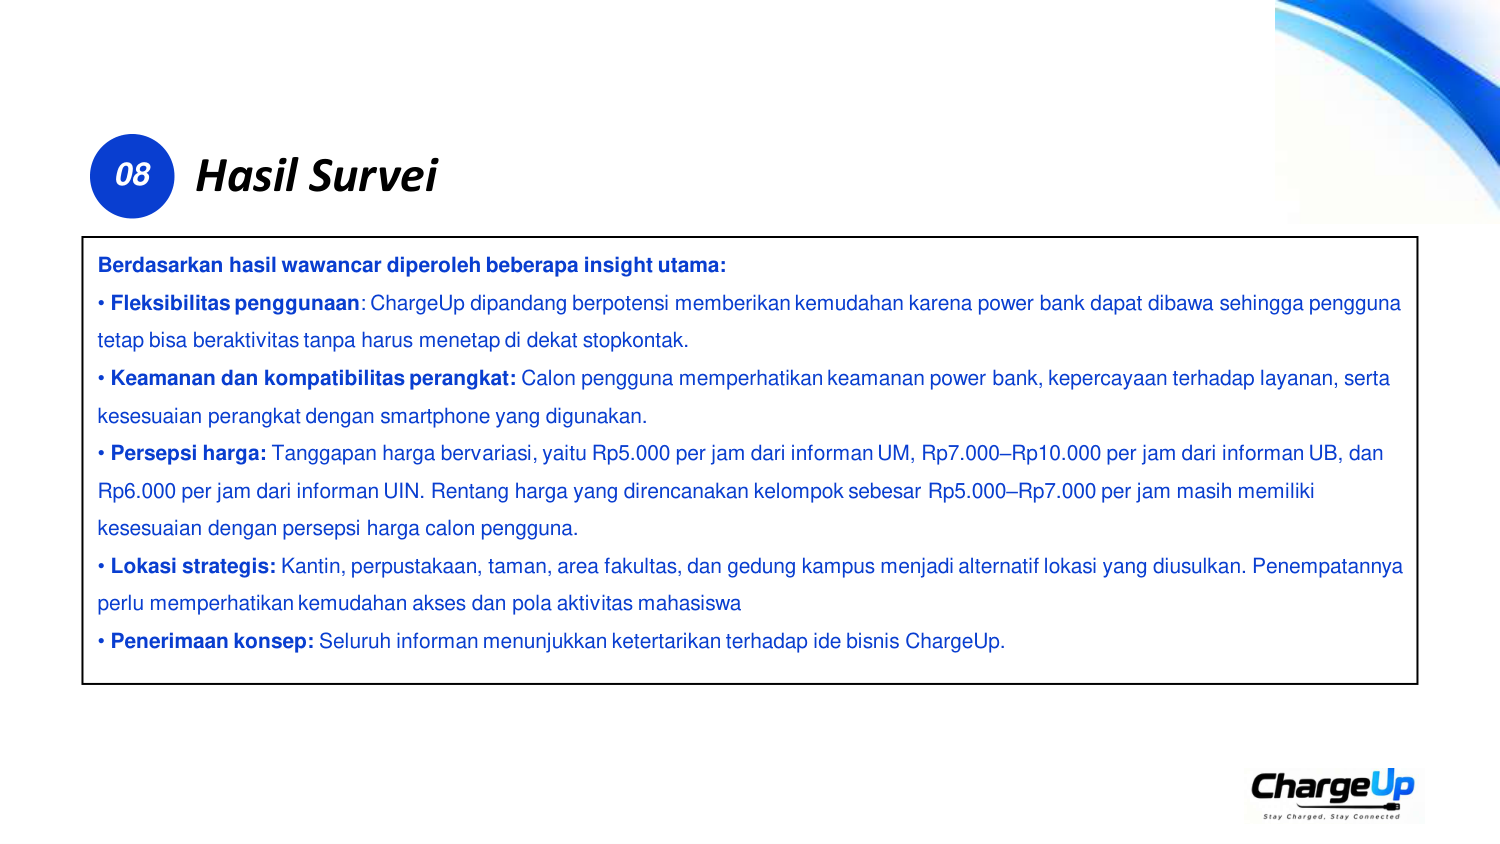 08
Hasil Survei
Berdasarkan hasil wawancar diperoleh beberapa insight utama:
• Fleksibilitas penggunaan: ChargeUp dipandang berpotensi memberikan kemudahan karena power bank dapat dibawa sehingga pengguna
tetap bisa beraktivitas tanpa harus menetap di dekat stopkontak.
• Keamanan dan kompatibilitas perangkat: Calon pengguna memperhatikan keamanan power bank, kepercayaan terhadap layanan, serta
kesesuaian perangkat dengan smartphone yang digunakan.
• Persepsi harga: Tanggapan harga bervariasi, yaitu Rp5.000 per jam dari informan UM, Rp7.000–Rp10.000 per jam dari informan UB, dan
Rp6.000 per jam dari informan UIN. Rentang harga yang direncanakan kelompok sebesar Rp5.000–Rp7.000 per jam masih memiliki
kesesuaian dengan persepsi harga calon pengguna.
• Lokasi strategis: Kantin, perpustakaan, taman, area fakultas, dan gedung kampus menjadi alternatif lokasi yang diusulkan. Penempatannya
perlu memperhatikan kemudahan akses dan pola aktivitas mahasiswa
• Penerimaan konsep: Seluruh informan menunjukkan ketertarikan terhadap ide bisnis ChargeUp.
ChargeUp
Stay Charged, Stay Connected